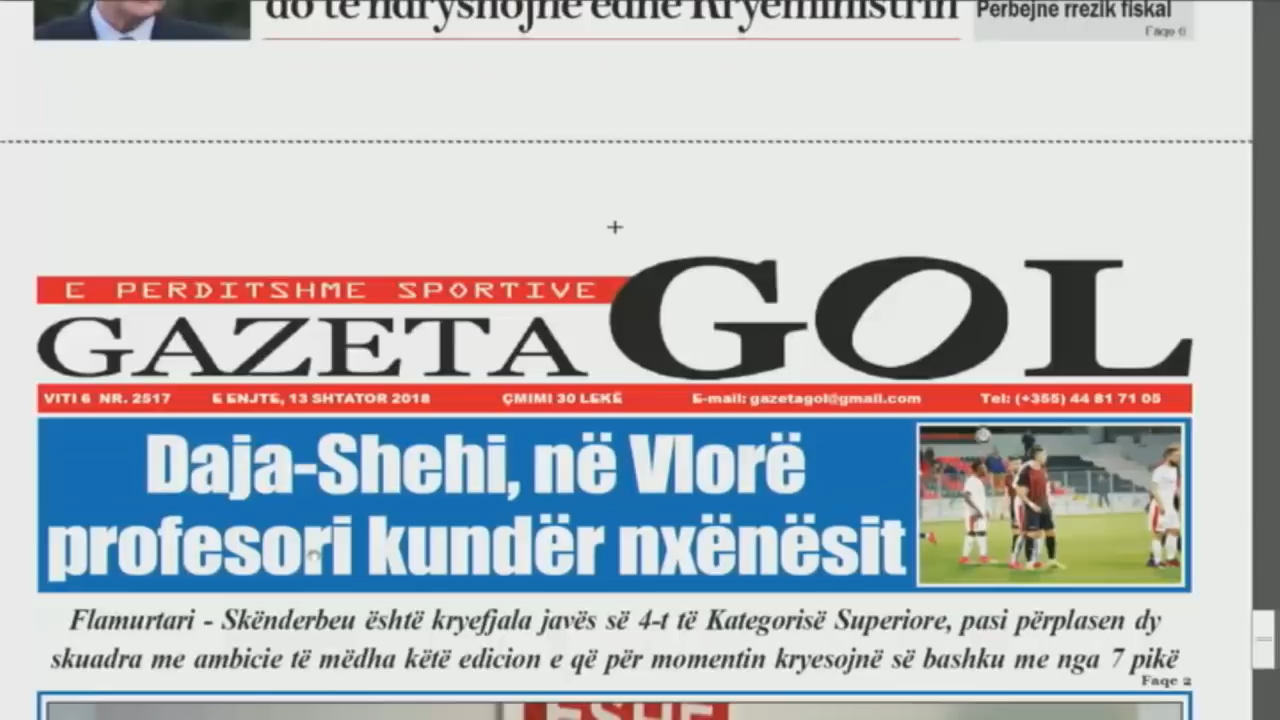 do të ndryshojnë edhe Kryeministrin
Përbëjnë rrezik fiskal
Faqe 6
E PERDITSHME SPORTIVE
GAZETA GOL
VITI 6 NR. 2517 E ENJTE, 13 SHTATOR 2018 ÇMIMI 30 LEKË E-mail: gazetagol@gmail.com Tel: (+355) 44 81 71 05
Daja-Shehi, në Vlorë
profesori kundër nxënësit
Flamurtari - Skënderbeu është kryefjala javës së 4-t të Kategorisë Superiore, pasi përplasen dy
skuadra me ambicie të mëdha këtë edicion e që për momentin kryesojnë së bashku me nga 7 pikë
Faqe 2